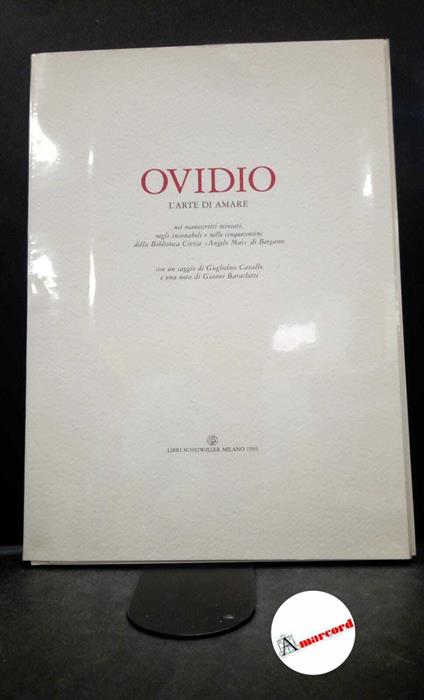 OVIDIO
L'ARTE DI AMARE
nei manoscritti miniati,
negli incunaboli e nelle cinquecentine
della Biblioteca Civica «Angelo Mai» di Bergamo
con un saggio di Guglielmo Cavallo
e una nota di Gianni Barachetti
LIBRI SCHEIWILLER MILANO 1991
Amarcord